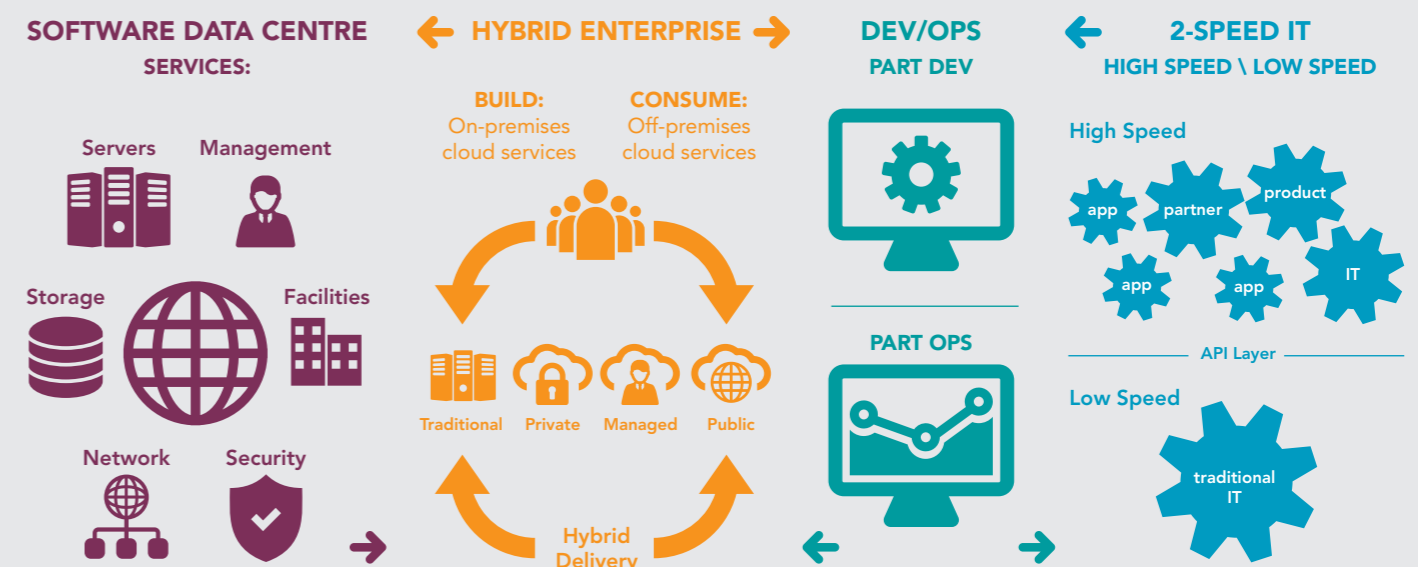 SOFTWARE DATA CENTRE
SERVICES:
Servers
Management
Storage
Facilities
Network
Security
HYBRID ENTERPRISE
BUILD:
On-premises
cloud services
CONSUME:
Off-premises
cloud services
Traditional
Private
Managed
Public
Hybrid
Delivery
DEV/OPS
PART DEV
PART OPS
2-SPEED IT
HIGH SPEED \ LOW SPEED
High Speed
app
partner
product
app
app
IT
API Layer
Low Speed
traditional
IT